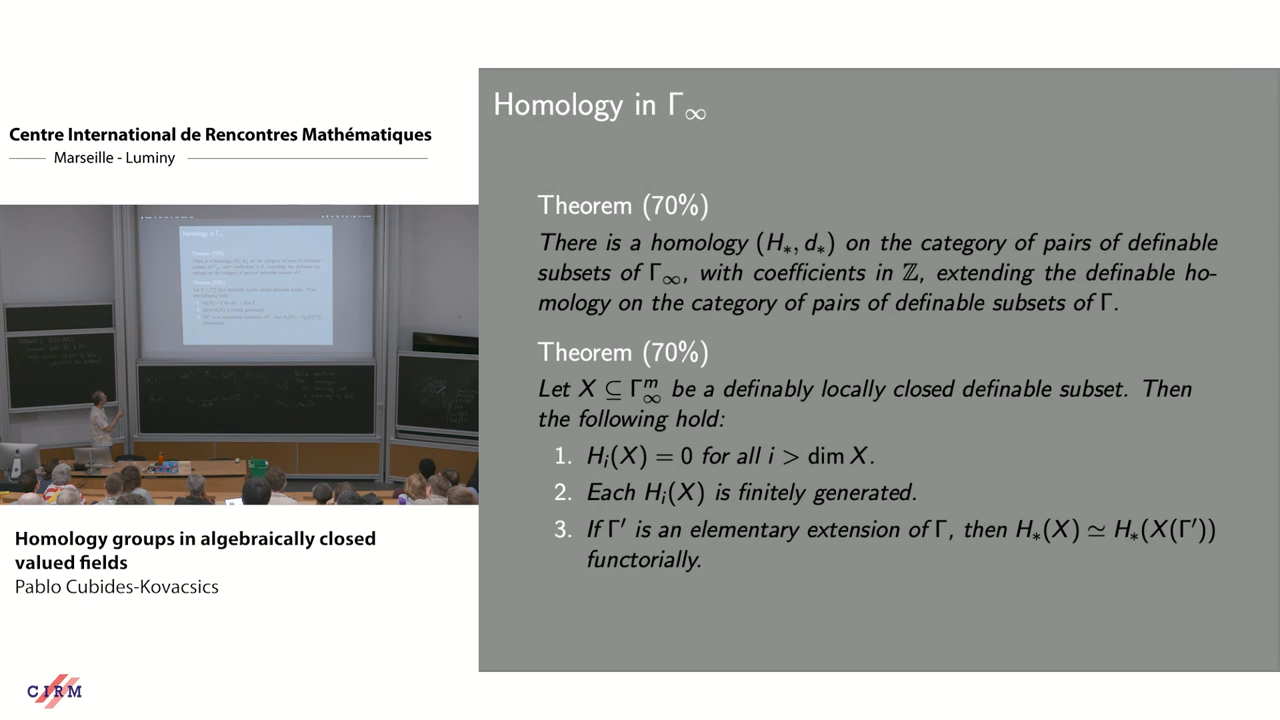 Centre International de Rencontres Mathématiques
Marseille - Luminy
Homology in Γ∞
Theorem (70%)
There is a homology (H∗, d∗) on the category of pairs of definable
subsets of Γ∞, with coefficients in ℤ, extending the definable ho-
mology on the category of pairs of definable subsets of Γ.
Theorem (70%)
Let X ⊆ Γ∞^m be a definably locally closed definable subset. Then
the following hold:
1. Hᵢ(X) = 0 for all i > dim X.
2. Each Hᵢ(X) is finitely generated.
3. If Γ′ is an elementary extension of Γ, then H∗(X) ≃ H∗(X(Γ′))
functorially.
Homology groups in algebraically closed
valued fields
Pablo Cubides-Kovacsics
CIRM